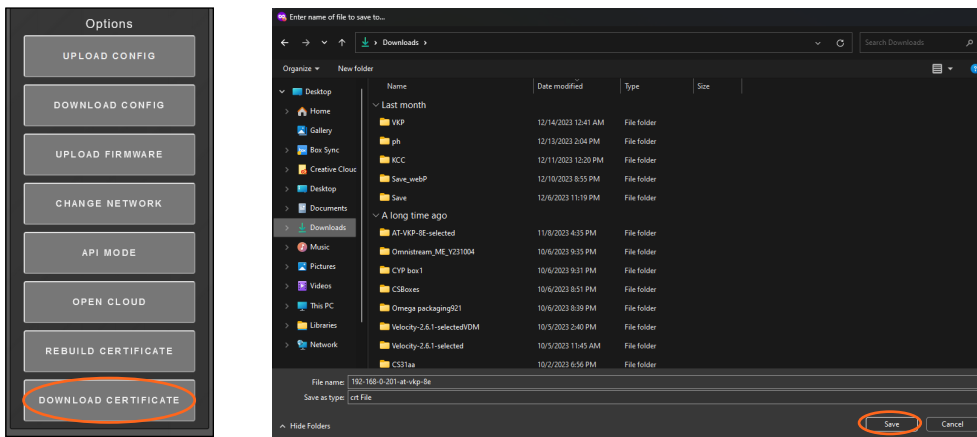 Options
UPLOAD CONFIG
DOWNLOAD CONFIG
UPLOAD FIRMWARE
CHANGE NETWORK
API MODE
OPEN CLOUD
REBUILD CERTIFICATE
DOWNLOAD CERTIFICATE
Enter name of file to save to...
Downloads
Search Downloads
Organize
New folder
Desktop
Home
Gallery
Box Sync
Creative Clouc
Desktop
Documents
Downloads
Music
Pictures
Videos
This PC
Libraries
Network
Name Date modified Type Size
Last month
VKP 12/14/2023 12:41 AM File folder
ph 12/13/2023 2:04 PM File folder
KCC 12/11/2023 12:20 PM File folder
Save_webP 12/10/2023 8:55 PM File folder
Save 12/6/2023 11:19 PM File folder
A long time ago
AT-VKP-8E-selected 11/8/2023 4:35 PM File folder
Omnistream_ME_Y231004 10/6/2023 9:35 PM File folder
CYP box1 10/6/2023 9:31 PM File folder
CSBoxes 10/6/2023 8:51 PM File folder
Omega packaging921 10/6/2023 8:39 PM File folder
Velocity-2.6.1-selectedVDM 10/5/2023 2:40 PM File folder
Velocity-2.6.1-selected 10/5/2023 11:45 AM File folder
CS31aa 10/2/2023 6:56 PM File folder
File name: 192-168-0-201-at-vkp-8e
Save as type: crt File
Hide Folders
Save
Cancel